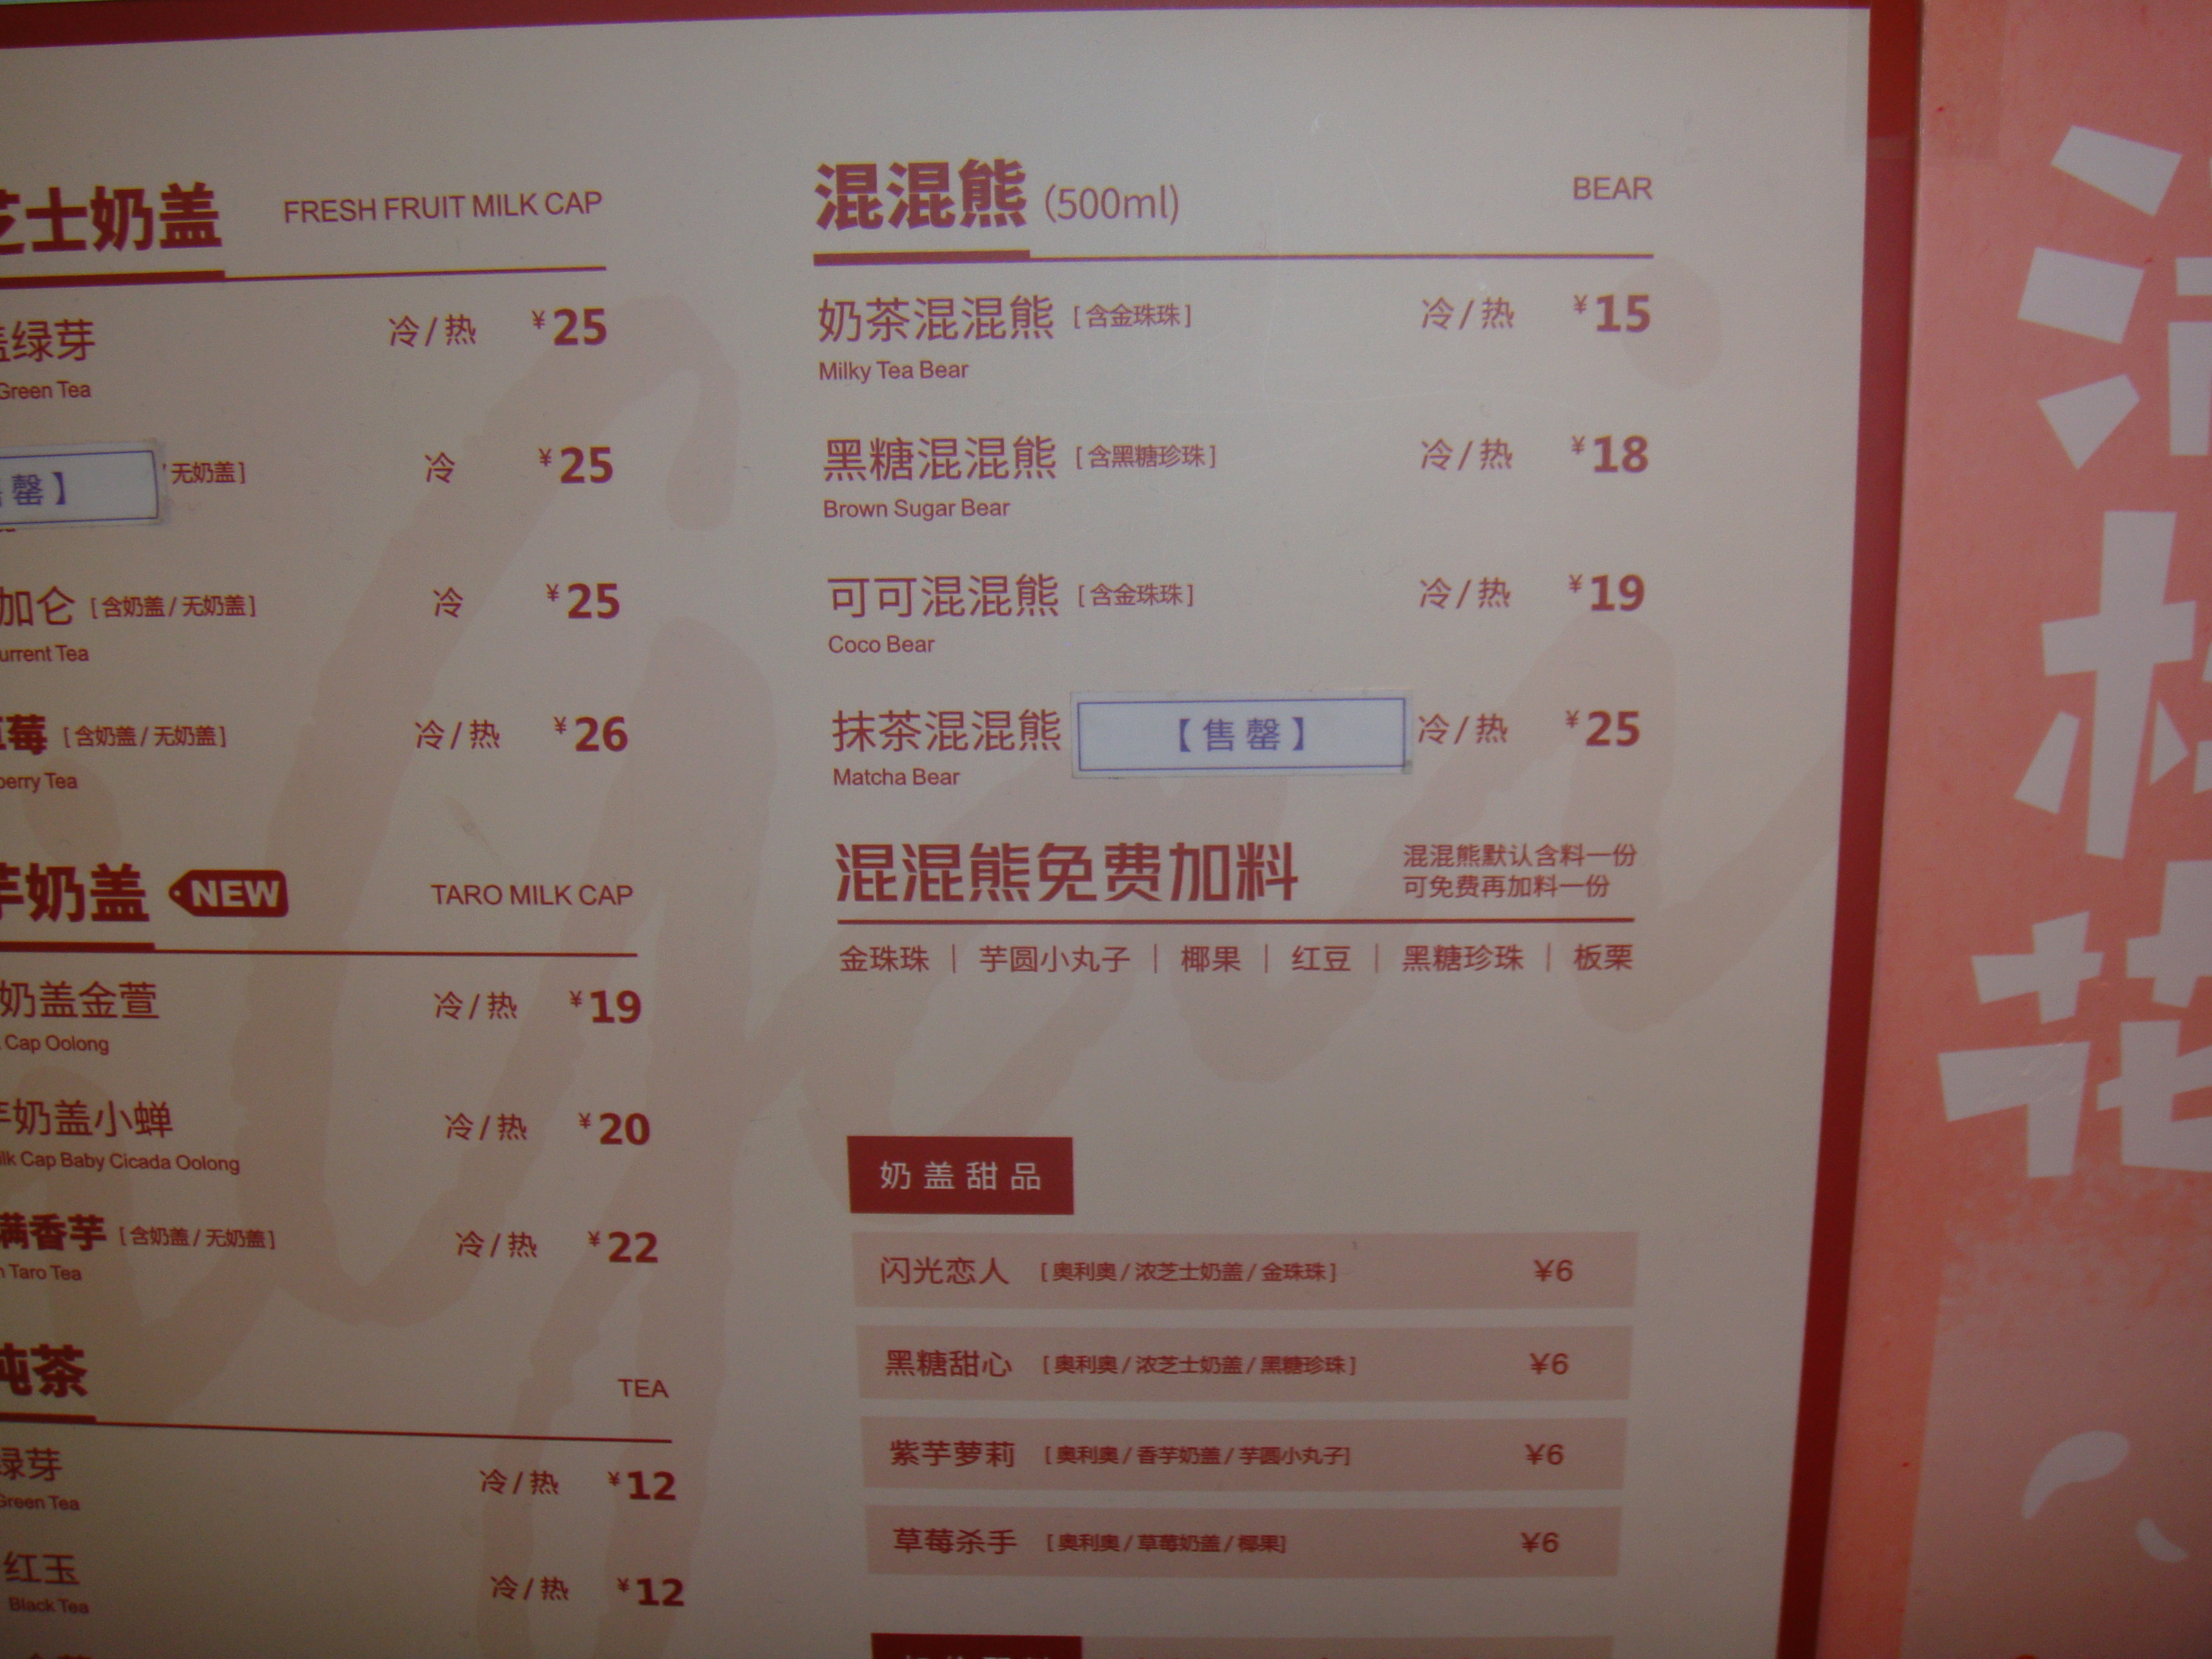 芝士奶盖 FRESH FRUIT MILK CAP
盖绿芽 冷/热 ¥25
Green Tea
罄】 无奶盖] 冷 ¥25
加仑 [含奶盖/无奶盖] 冷 ¥25
urrent Tea
草莓 [含奶盖/无奶盖] 冷/热 ¥26
berry Tea
芋奶盖 NEW TARO MILK CAP
奶盖金萱 冷/热 ¥19
Cap Oolong
芋奶盖小蝉 冷/热 ¥20
ilk Cap Baby Cicada Oolong
满香芋 [含奶盖/无奶盖] 冷/热 ¥22
Taro Tea
纯茶 TEA
绿芽 冷/热 ¥12
Green Tea
红玉 冷/热 ¥12
Black Tea
混混熊 (500ml) BEAR
奶茶混混熊 [含金珠珠] 冷/热 ¥15
Milky Tea Bear
黑糖混混熊 [含黑糖珍珠] 冷/热 ¥18
Brown Sugar Bear
可可混混熊 [含金珠珠] 冷/热 ¥19
Coco Bear
抹茶混混熊 【售罄】 冷/热 ¥25
Matcha Bear
混混熊免费加料 混混熊默认含料一份
可免费再加料一份
金珠珠 | 芋圆小丸子 | 椰果 | 红豆 | 黑糖珍珠 | 板栗
奶盖甜品
闪光恋人 [奥利奥/浓芝士奶盖/金珠珠] ¥6
黑糖甜心 [奥利奥/浓芝士奶盖/黑糖珍珠] ¥6
紫芋萝莉 [奥利奥/香芋奶盖/芋圆小丸子] ¥6
草莓杀手 [奥利奥/草莓奶盖/椰果] ¥6
花